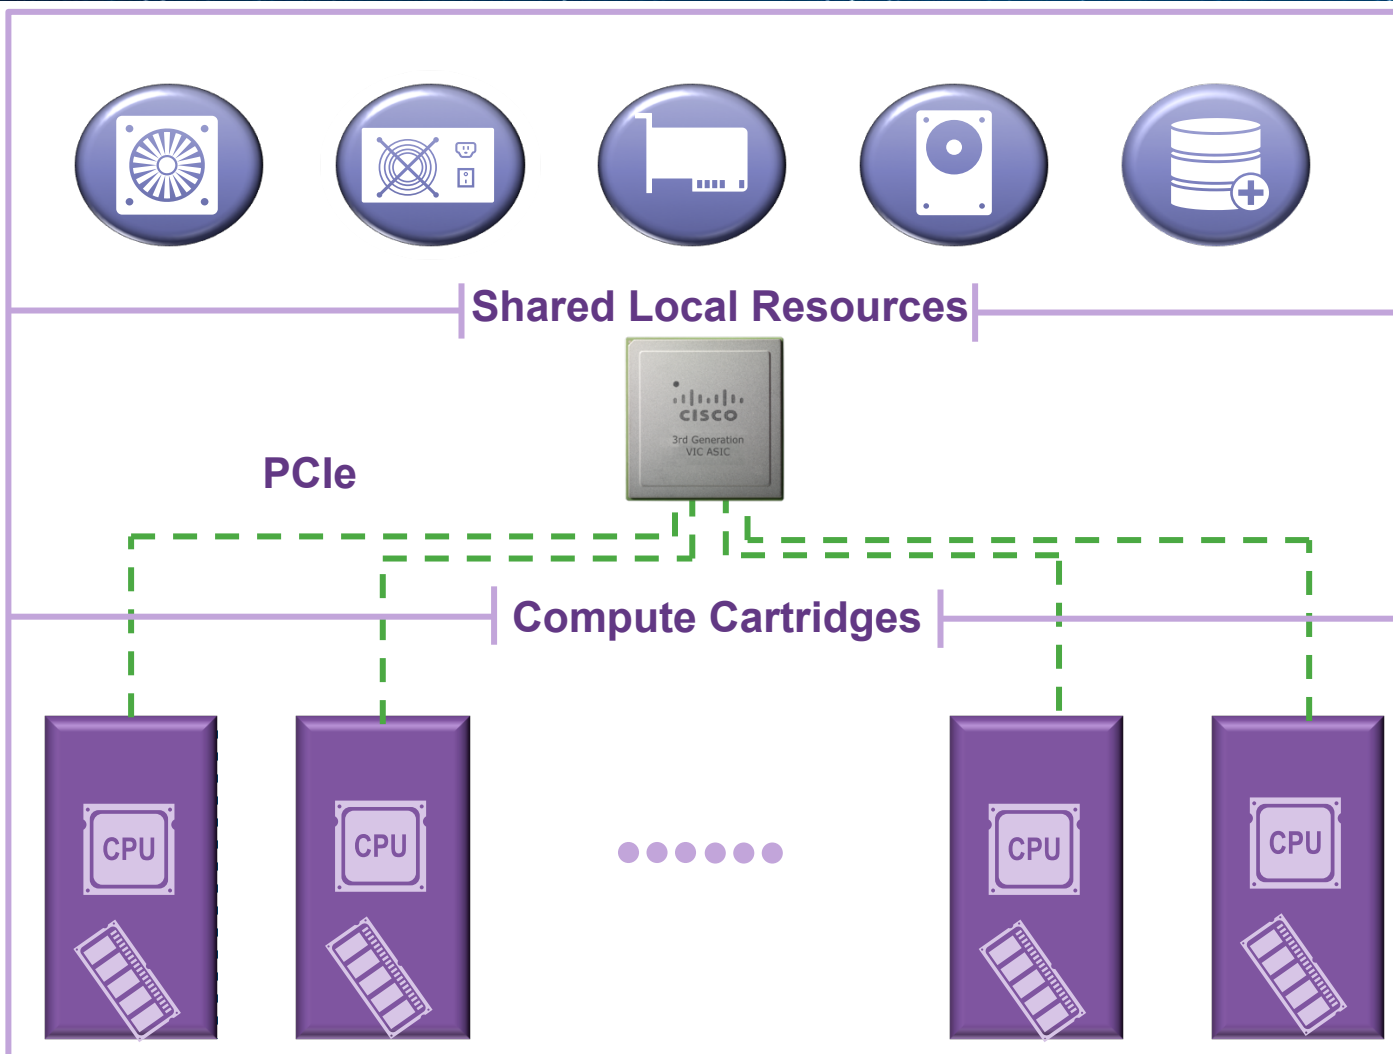 Shared Local Resources
CISCO
3rd Generation
VIC ASIC
PCIe
Compute Cartridges
CPU
CPU
CPU
CPU